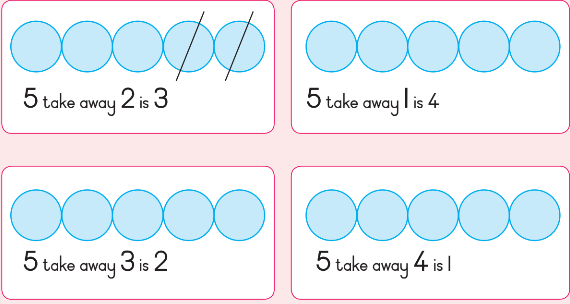 5 take away 2 is 3
5 take away 1 is 4
5 take away 3 is 2
5 take away 4 is 1